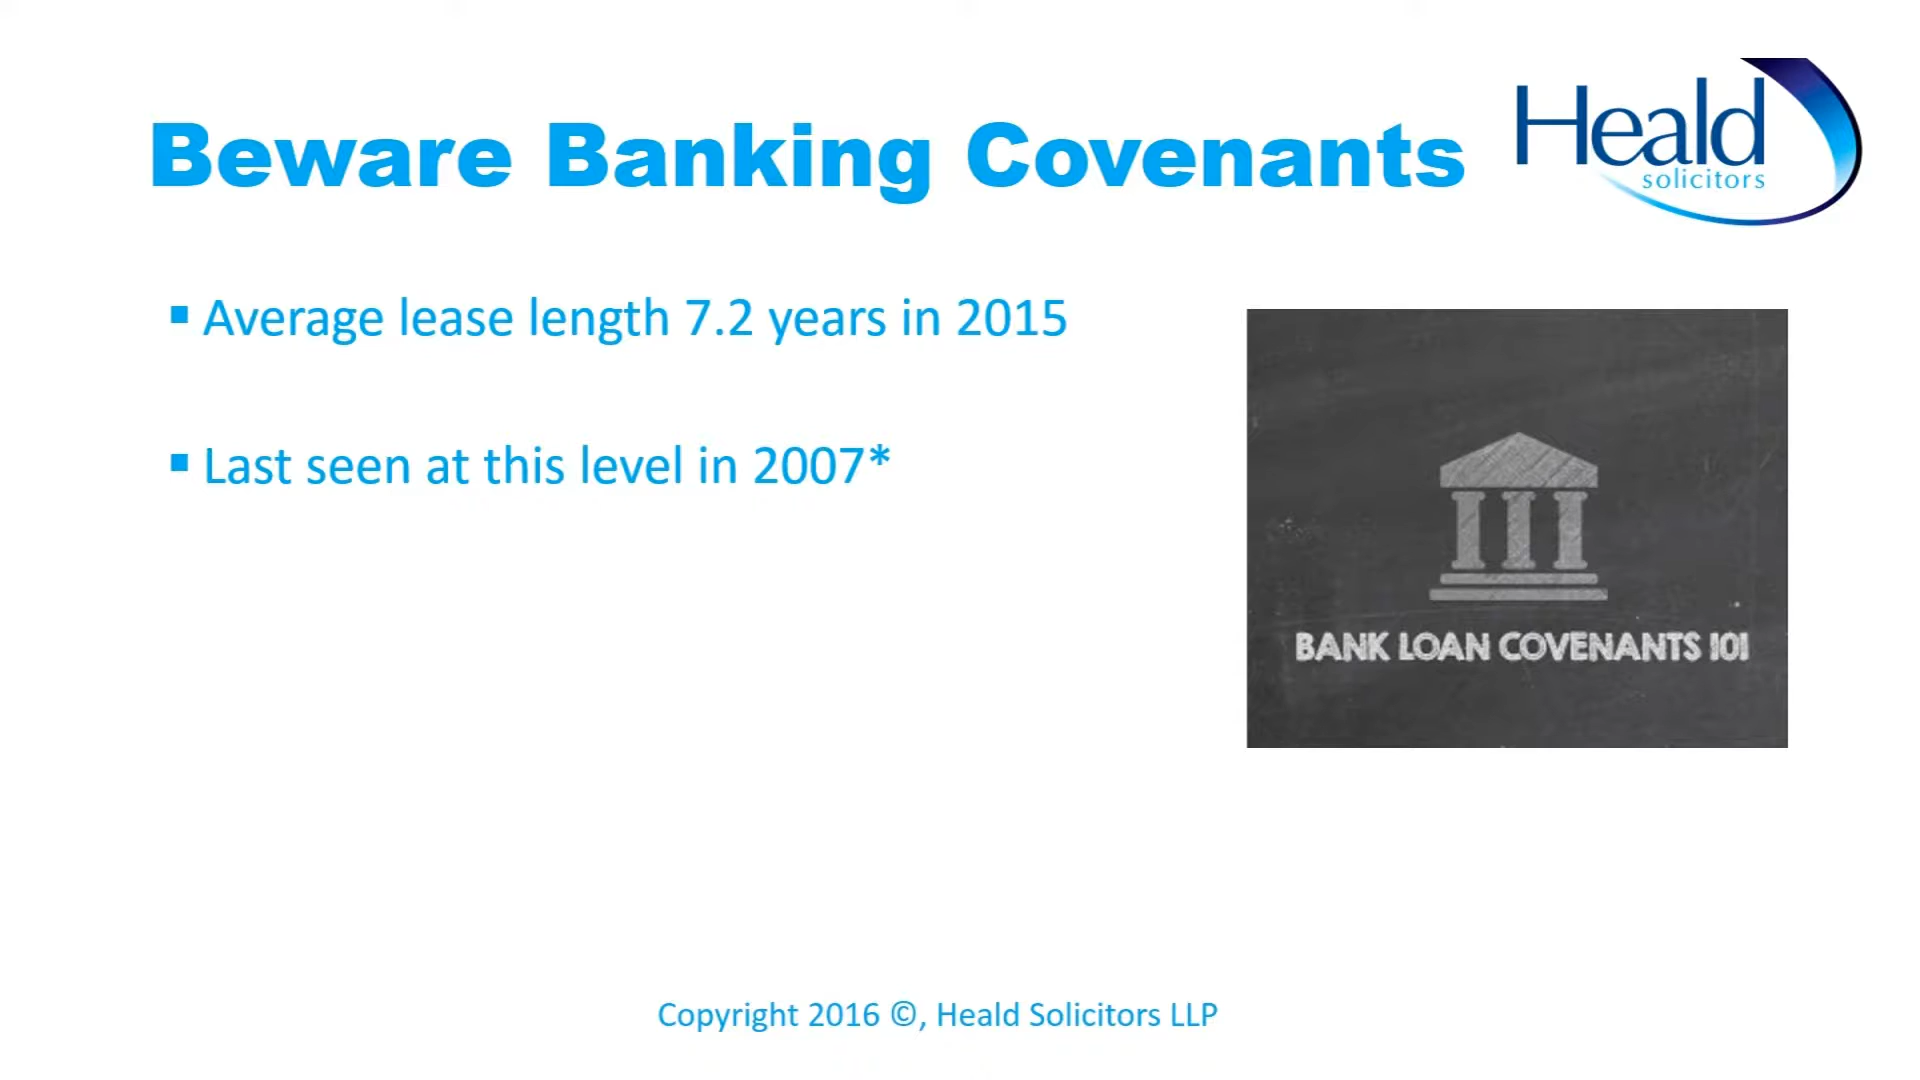 Beware Banking Covenants
Heald
solicitors
▪ Average lease length 7.2 years in 2015
▪ Last seen at this level in 2007*
BANK LOAN COVENANTS 101
Copyright 2016 ©, Heald Solicitors LLP